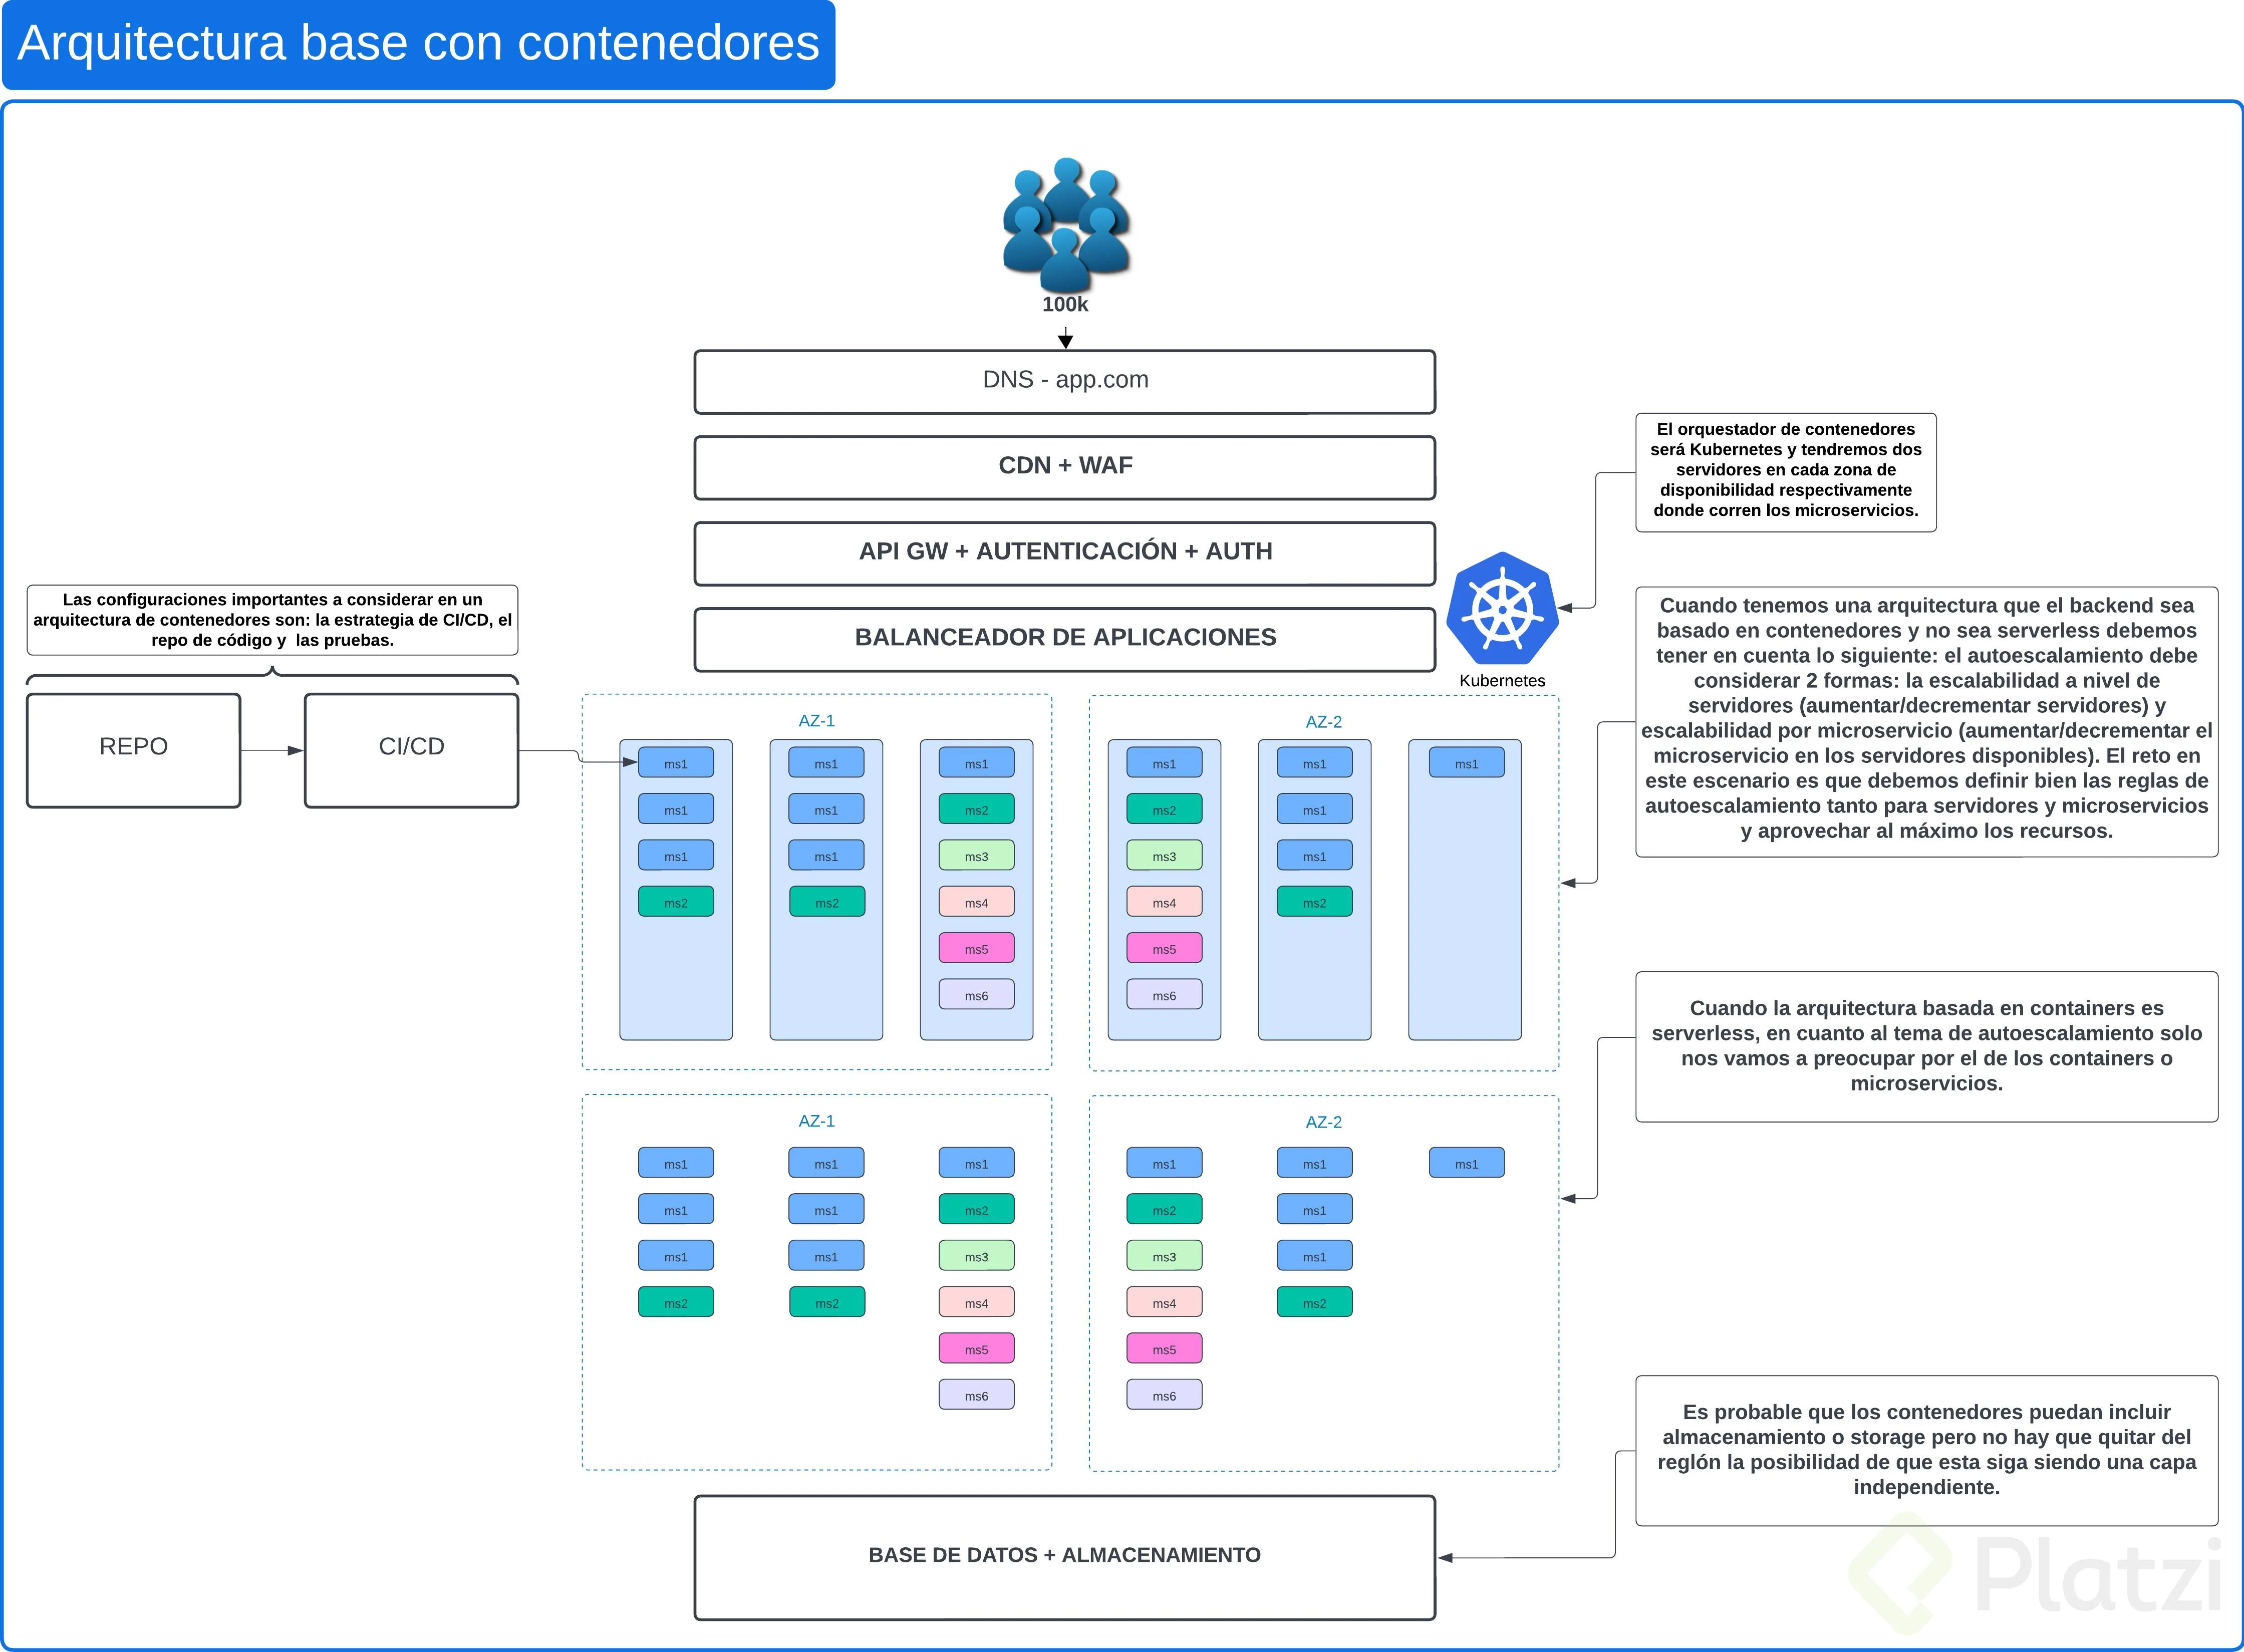 Arquitectura base con contenedores
100k
DNS - app.com
CDN + WAF
API GW + AUTENTICACIÓN + AUTH
BALANCEADOR DE APLICACIONES
Kubernetes
El orquestador de contenedores
será Kubernetes y tendremos dos
servidores en cada zona de
disponibilidad respectivamente
donde corren los microservicios.
Las configuraciones importantes a considerar en un
arquitectura de contenedores son: la estrategia de CI/CD, el
repo de código y  las pruebas.
REPO
CI/CD
Cuando tenemos una arquitectura que el backend sea
basado en contenedores y no sea serverless debemos
tener en cuenta lo siguiente: el autoescalamiento debe
considerar 2 formas: la escalabilidad a nivel de
servidores (aumentar/decrementar servidores) y
escalabilidad por microservicio (aumentar/decrementar el
microservicio en los servidores disponibles). El reto en
este escenario es que debemos definir bien las reglas de
autoescalamiento tanto para servidores y microservicios
y aprovechar al máximo los recursos.
AZ-1
ms1
ms1
ms1
ms2
ms1
ms1
ms1
ms2
ms1
ms2
ms3
ms4
ms5
ms6
AZ-2
ms1
ms2
ms3
ms4
ms5
ms6
ms1
ms1
ms1
ms2
ms1
Cuando la arquitectura basada en containers es
serverless, en cuanto al tema de autoescalamiento solo
nos vamos a preocupar por el de los containers o
microservicios.
AZ-1
ms1
ms1
ms1
ms2
ms1
ms1
ms1
ms2
ms1
ms2
ms3
ms4
ms5
ms6
AZ-2
ms1
ms2
ms3
ms4
ms5
ms6
ms1
ms1
ms1
ms2
ms1
Es probable que los contenedores puedan incluir
almacenamiento o storage pero no hay que quitar del
reglón la posibilidad de que esta siga siendo una capa
independiente.
BASE DE DATOS + ALMACENAMIENTO
Platzi